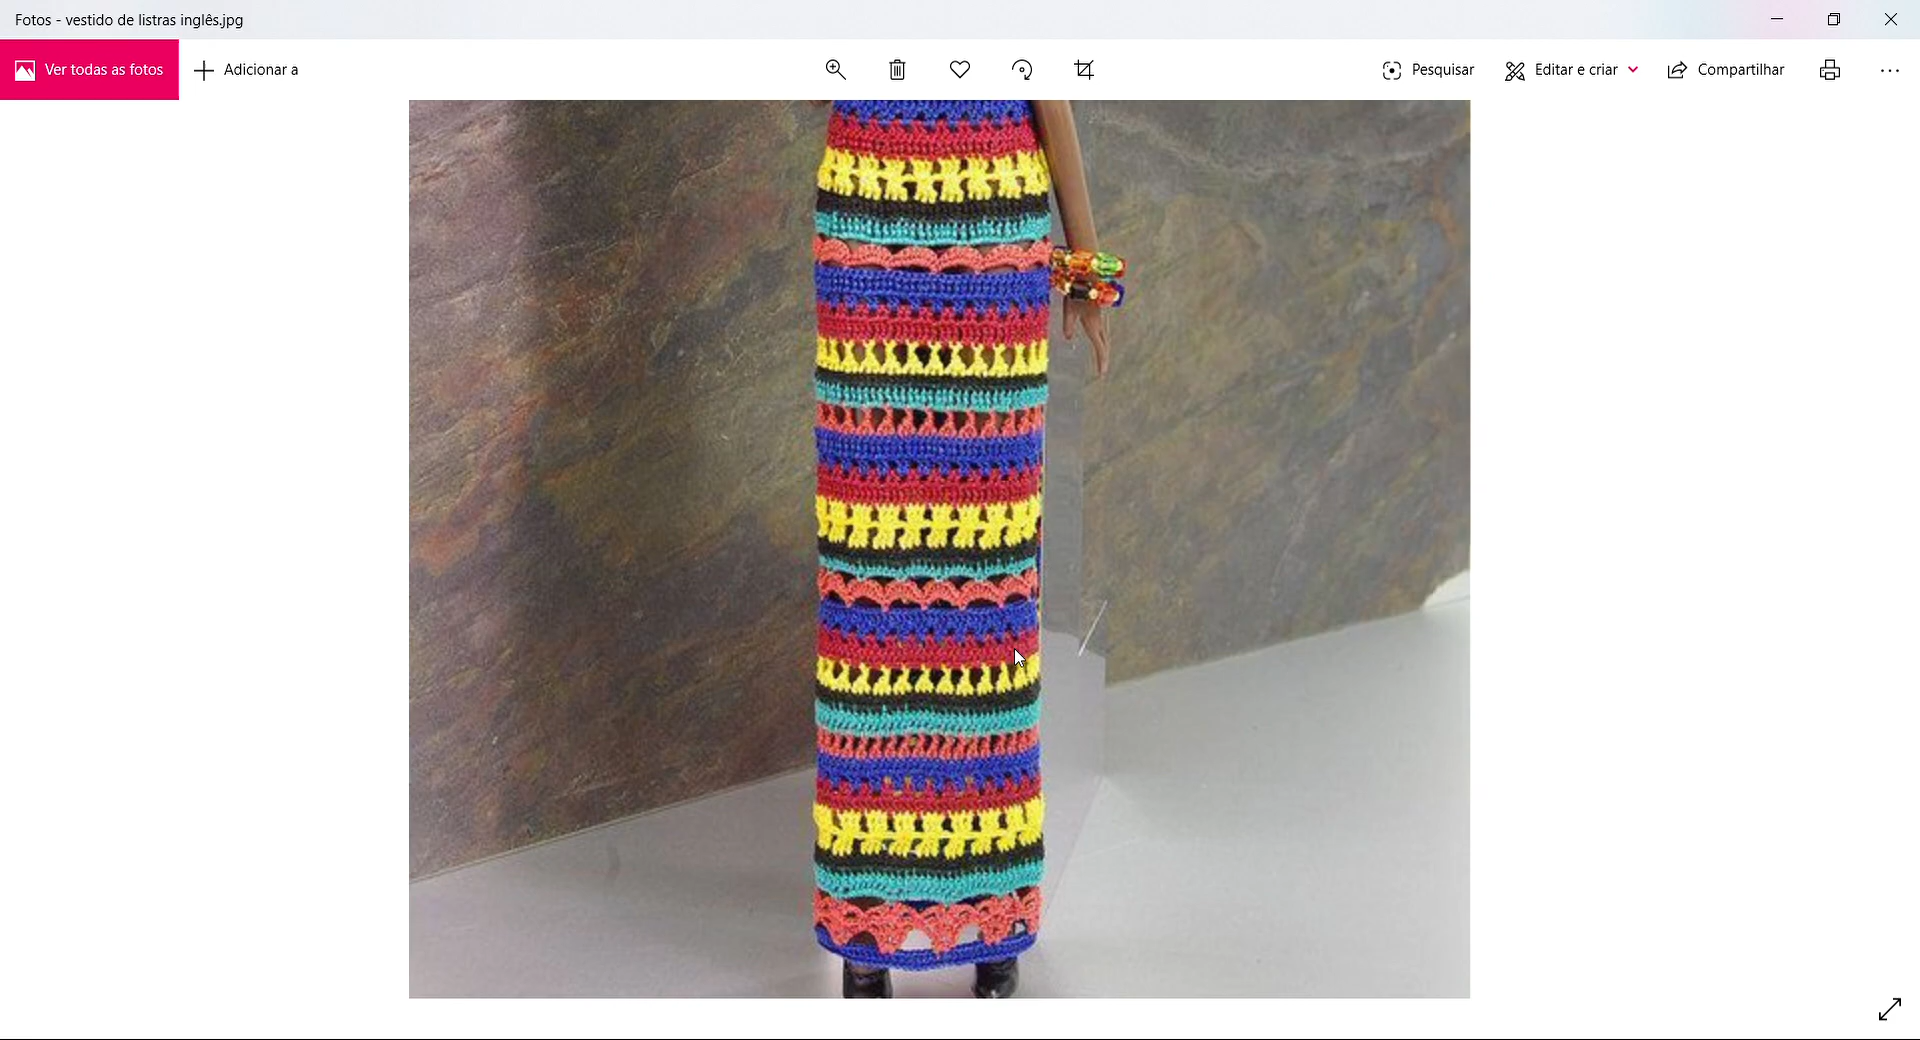 Fotos - vestido de listras inglês.jpg
Ver todas as fotos
Adicionar a
Pesquisar
Editar e criar
Compartilhar